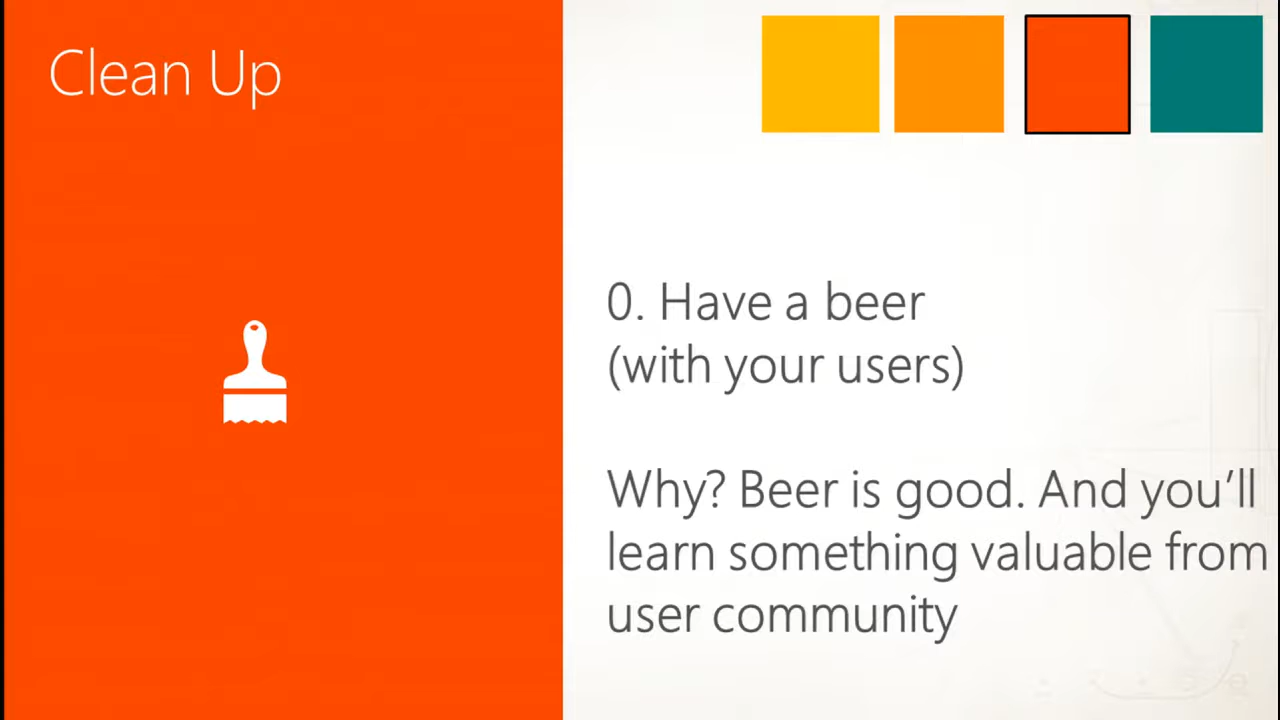 Clean Up
0. Have a beer
(with your users)
Why? Beer is good. And you’ll
learn something valuable from
user community